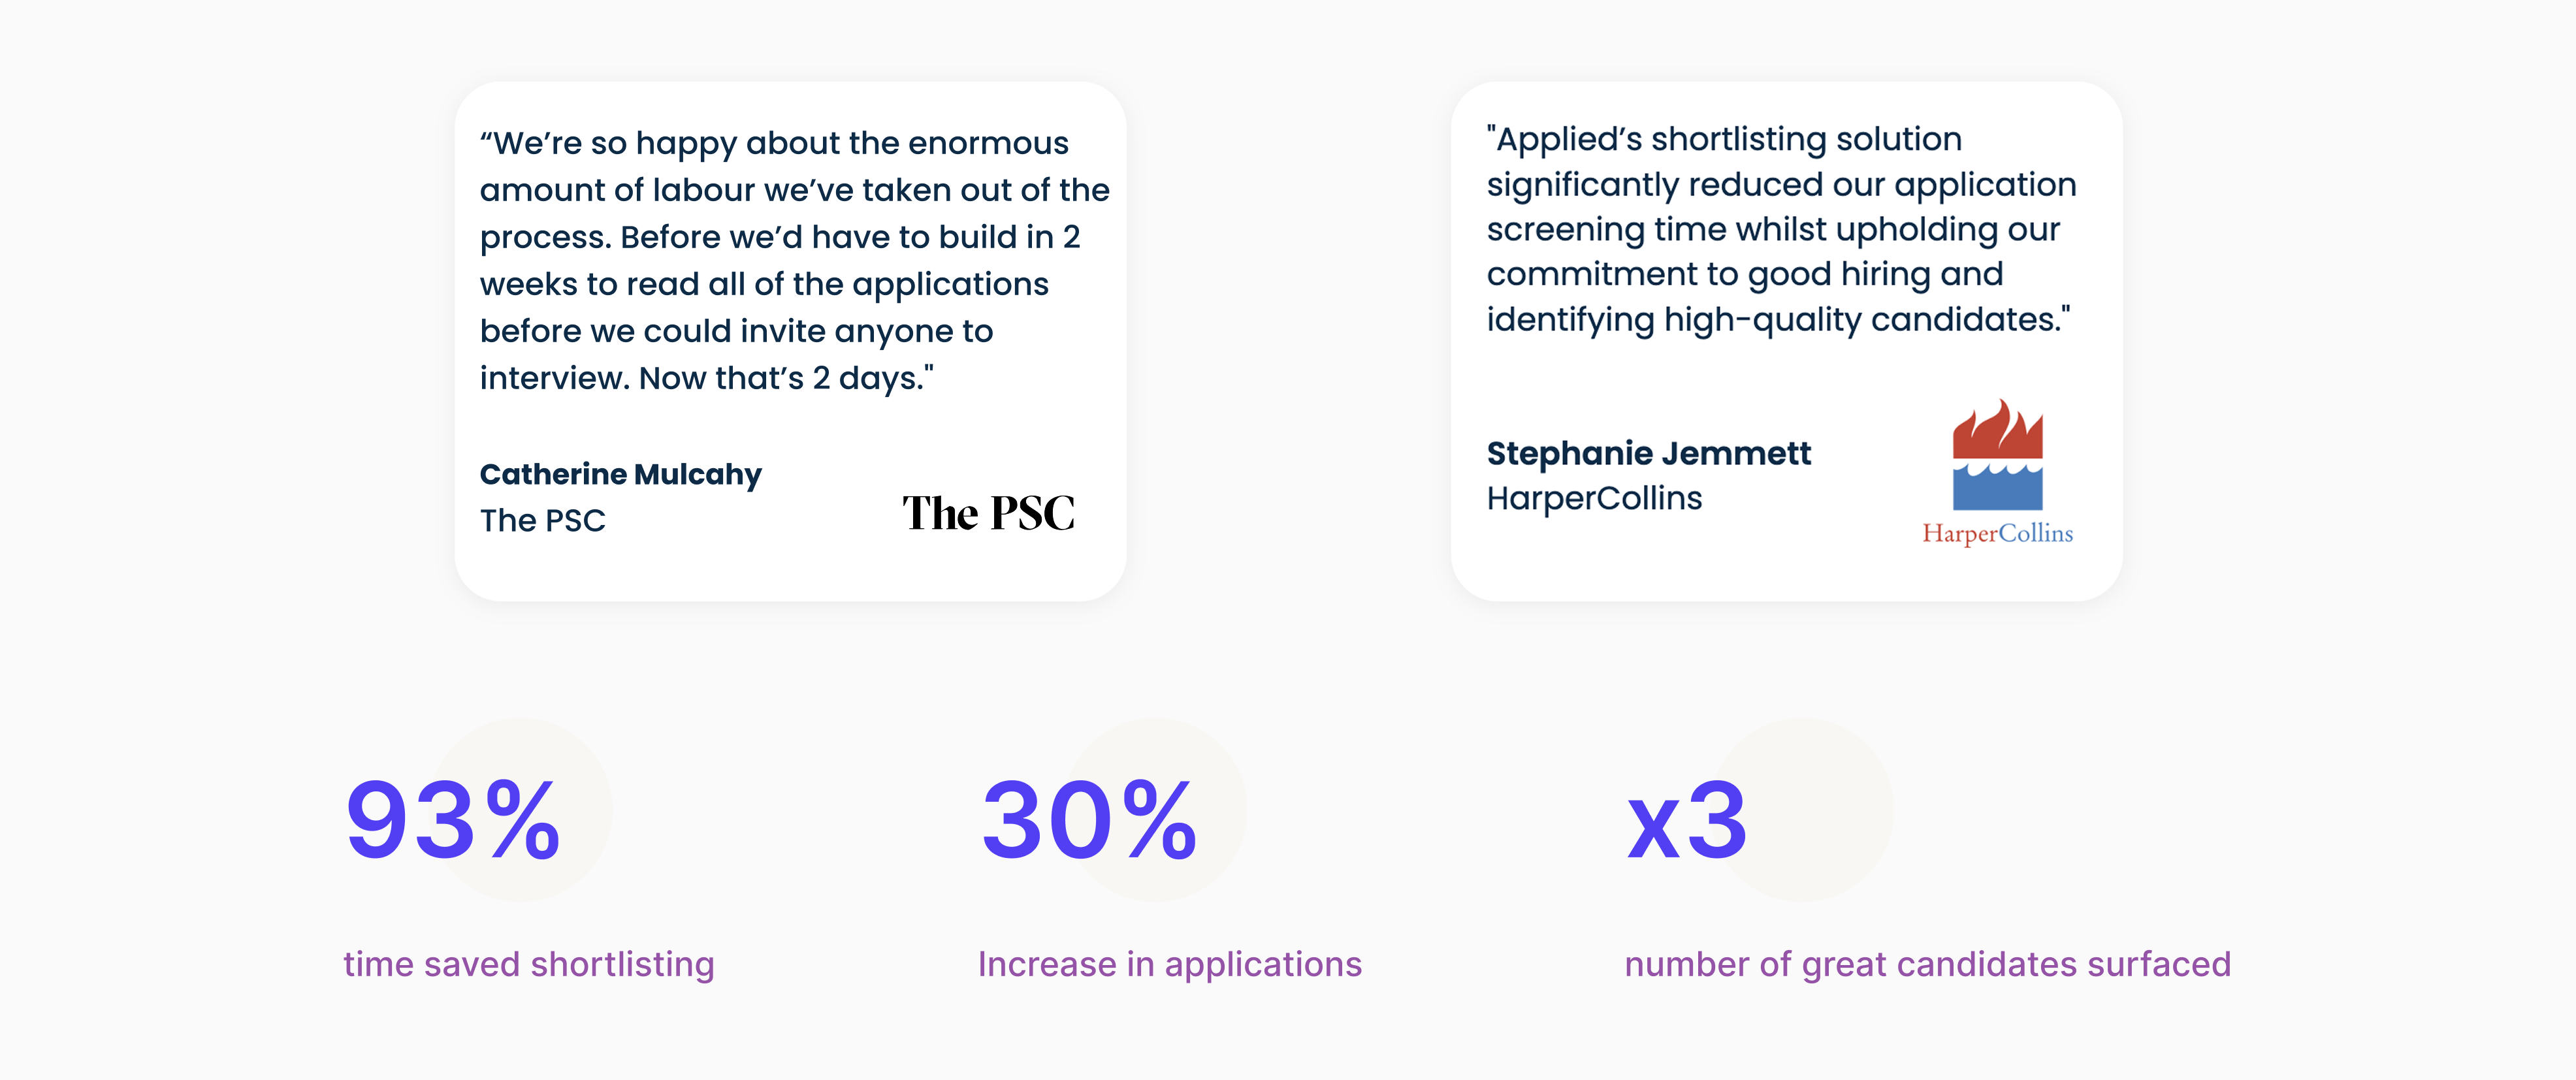 “We’re so happy about the enormous
amount of labour we’ve taken out of the
process. Before we’d have to build in 2
weeks to read all of the applications
before we could invite anyone to
interview. Now that’s 2 days."
Catherine Mulcahy
The PSC
The PSC
"Applied’s shortlisting solution
significantly reduced our application
screening time whilst upholding our
commitment to good hiring and
identifying high-quality candidates."
Stephanie Jemmett
HarperCollins
HarperCollins
93%
time saved shortlisting
30%
Increase in applications
x3
number of great candidates surfaced